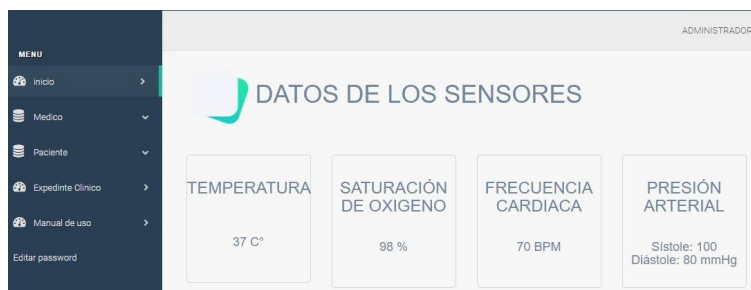 ADMINISTRADOR
MENU
inicio
Medico
Paciente
Expedinte Clinico
Manual de uso
Editar password
DATOS DE LOS SENSORES
TEMPERATURA
37 C°
SATURACIÓN
DE OXIGENO
98 %
FRECUENCIA
CARDIACA
70 BPM
PRESIÓN
ARTERIAL
Sístole: 100
Diástole: 80 mmHg